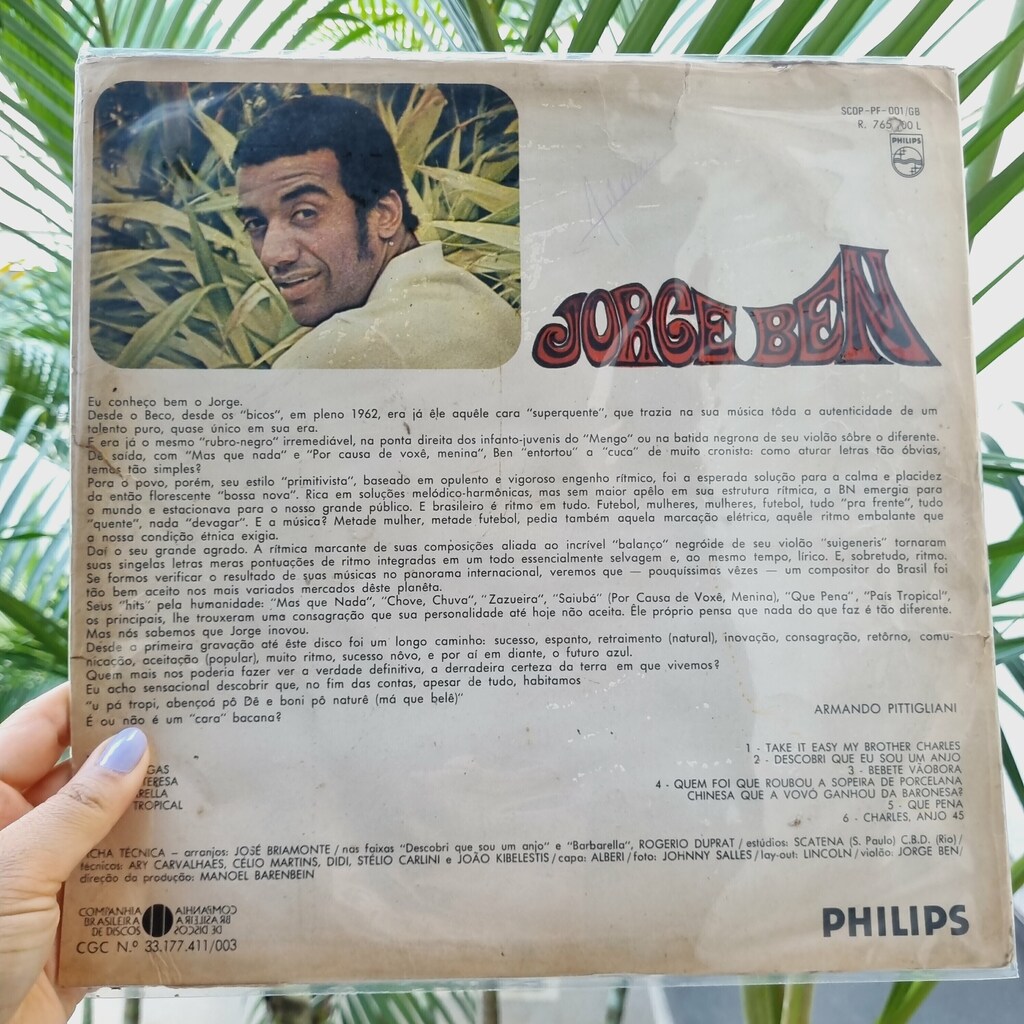 SCDP-PF-001/GB
R. 765 00 L
PHILIPS
JORGE BEN
Eu conheço bem o Jorge.
Desde o Beco, desde os "bicos", em pleno 1962, era já êle aquêle cara "superquente", que trazia na sua música tôda a autenticidade de um
talento puro, quase único em sua era.
E era já o mesmo "rubro-negro" irremediável, na ponta direita dos infanto-juvenis do "Mengo" ou na batida negrona de seu violão sôbre o diferente.
De saída, com "Mas que nada" e "Por causa de voxê, menina", Ben "entortou" a "cuca" de muito cronista: como aturar letras tão óbvias,
temas tão simples?
Para o povo, porém, seu estilo "primitivista", baseado em opulento e vigoroso engenho rítmico, foi a esperada solução para a calma e placidez
da então florescente "bossa nova". Rica em soluções melódico-harmônicas, mas sem maior apêlo em sua estrutura rítmica, a BN emergia para
o mundo e estacionava para o nosso grande público. E brasileiro é ritmo em tudo. Futebol, mulheres, mulheres, futebol, tudo "pra frente", tudo
"quente", nada "devagar". E a música? Metade mulher, metade futebol, pedia também aquela marcação elétrica, aquêle ritmo embalante que
a nossa condição étnica exigia.
Daí o seu grande agrado. A rítmica marcante de suas composições aliada ao incrível "balanço" negróide de seu violão "suigeneris" tornaram
suas singelas letras meras pontuações de ritmo integradas em um todo essencialmente selvagem e, ao mesmo tempo, lírico. E, sobretudo, ritmo.
Se formos verificar o resultado de suas músicas no panorama internacional, veremos que — pouquíssimas vêzes — um compositor do Brasil foi
tão bem aceito nos mais variados mercados dêste planêta.
Seus "hits" pela humanidade: "Mas que Nada", "Chove, Chuva", "Zazueira", "Saiubá" (Por Causa de Voxê, Menina), "Que Pena", "País Tropical",
os principais, lhe trouxeram uma consagração que sua personalidade até hoje não aceita. Êle próprio pensa que nada do que faz é tão diferente.
Mas nós sabemos que Jorge inovou.
Desde a primeira gravação até êste disco foi um longo caminho: sucesso, espanto, retraimento (natural), inovação, consagração, retôrno, comu-
nicação, aceitação (popular), muito ritmo, sucesso nôvo, e por aí em diante, o futuro azul.
Quem mais nos poderia fazer ver a verdade definitiva, a derradeira certeza da terra em que vivemos?
Eu acho sensacional descobrir que, no fim das contas, apesar de tudo, habitamos
"u pá tropi, abençoá pô Dê e boni pô naturê (má que belê)"
É ou não é um "cara" bacana?
ARMANDO PITTIGLIANI
GAS
TERESA
RELLA
TROPICAL
1 - TAKE IT EASY MY BROTHER CHARLES
2 - DESCOBRI QUE EU SOU UM ANJO
3 - BEBETE VÃOBORA
4 - QUEM FOI QUE ROUBOU A SOPEIRA DE PORCELANA
CHINESA QUE A VOVÓ GANHOU DA BARONESA?
5 - QUE PENA
6 - CHARLES, ANJO 45
FICHA TÉCNICA – arranjos: JOSÉ BRIAMONTE / nas faixas "Descobri que sou um anjo" e "Barbarella", ROGERIO DUPRAT / estúdios: SCATENA (S. Paulo) C.B.D. (Rio) /
técnicos: ARY CARVALHAES, CÉLIO MARTINS, DIDI, STÉLIO CARLINI e JOÃO KIBELESTIS / capa: ALBERI / foto: JOHNNY SALLES / lay-out: LINCOLN / violão: JORGE BEN /
direção da produção: MANOEL BARENBEIN
COMPANHIA
BRASILEIRA
DE DISCOS
CGC N.º 33.177.411/003
PHILIPS